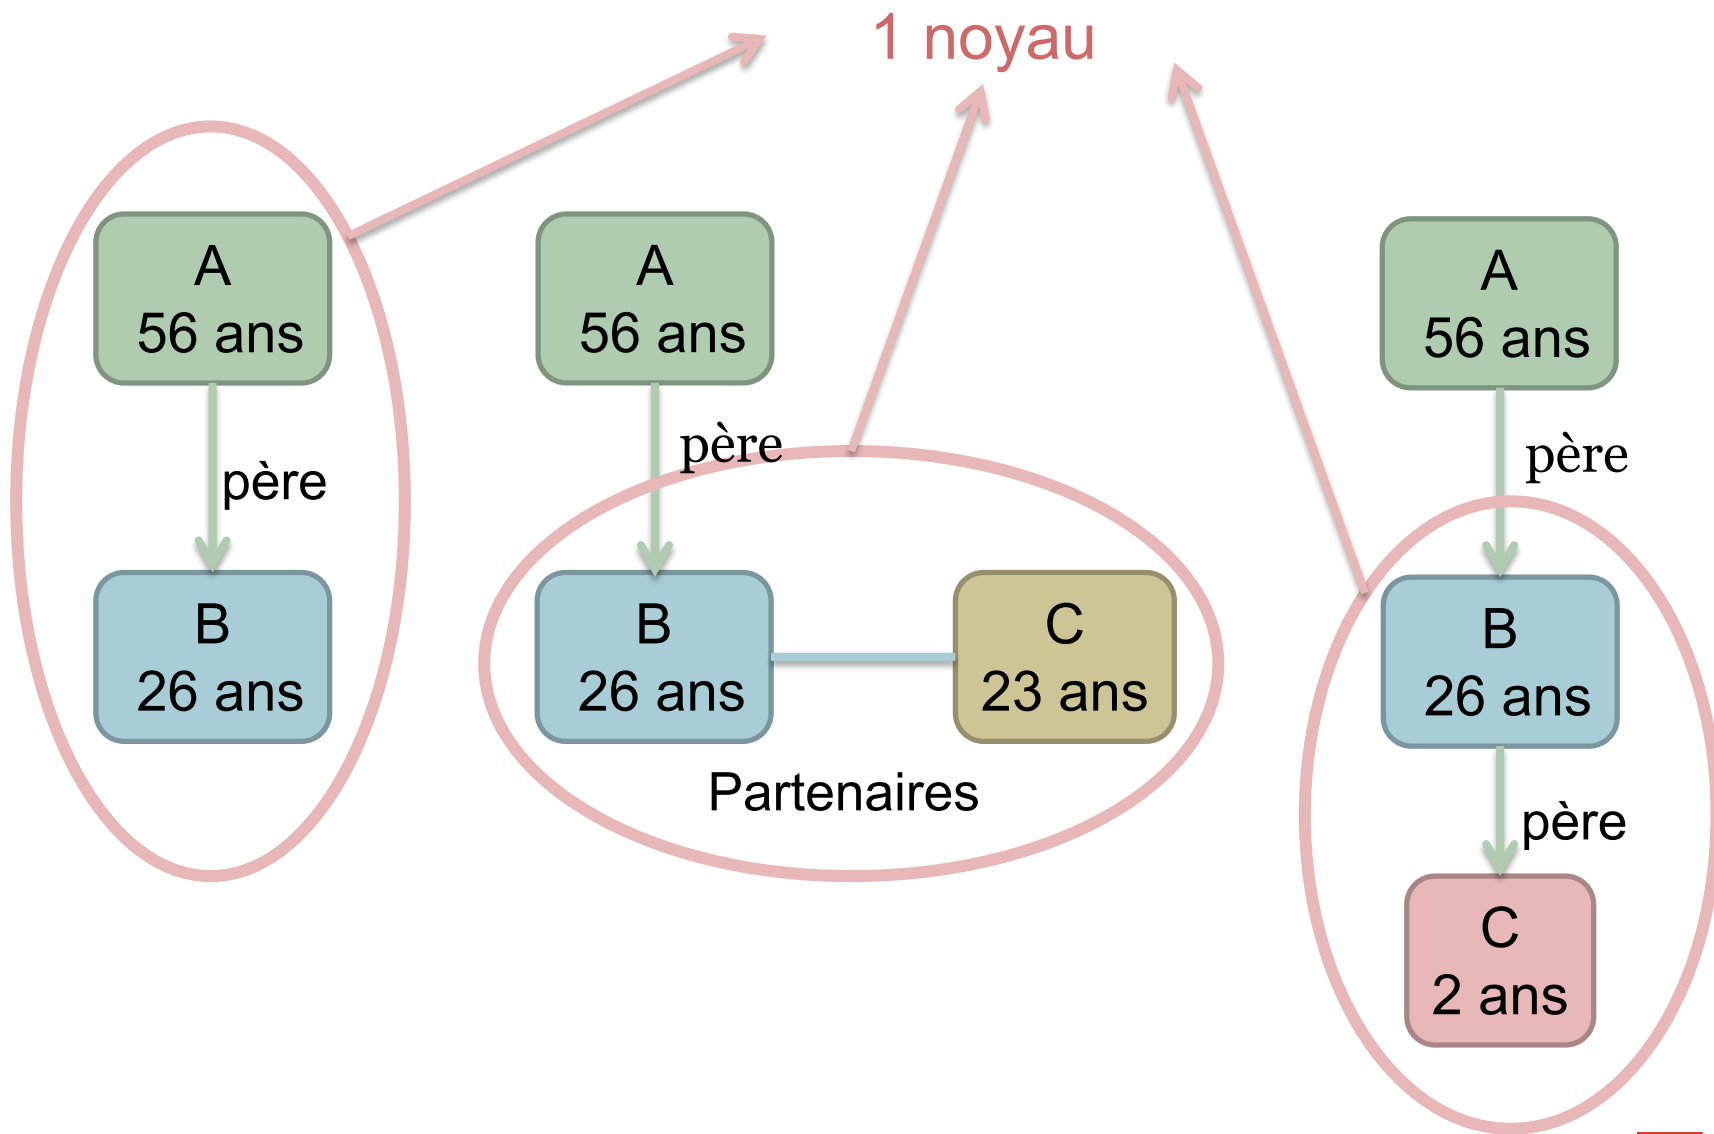 1 noyau
A
56 ans
père
B
26 ans
A
56 ans
père
B
26 ans
C
23 ans
Partenaires
A
56 ans
père
B
26 ans
père
C
2 ans